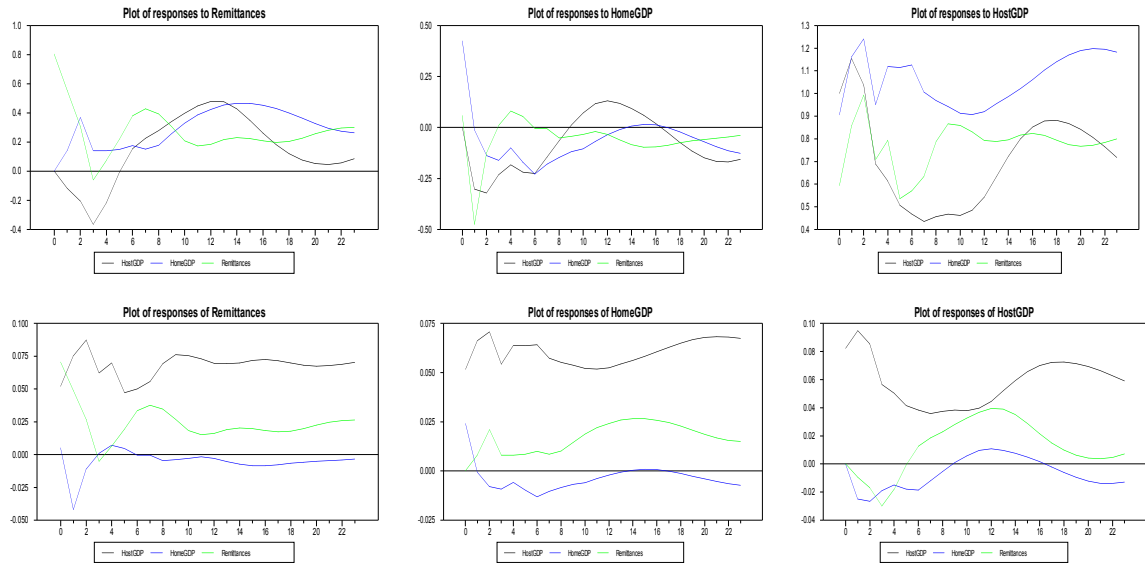 Plot of responses to Remittances
1.0
0.8
0.6
0.4
0.2
0.0
-0.2
-0.4
0 2 4 6 8 10 12 14 16 18 20 22
HostGDP HomeGDP Remittances
Plot of responses to HomeGDP
0.50
0.25
0.00
-0.25
-0.50
0 2 4 6 8 10 12 14 16 18 20 22
HostGDP HomeGDP Remittances
Plot of responses to HostGDP
1.3
1.2
1.1
1.0
0.9
0.8
0.7
0.6
0.5
0.4
0 2 4 6 8 10 12 14 16 18 20 22
HostGDP HomeGDP Remittances
Plot of responses of Remittances
0.100
0.075
0.050
0.025
0.000
-0.025
-0.050
0 2 4 6 8 10 12 14 16 18 20 22
HostGDP HomeGDP Remittances
Plot of responses of HomeGDP
0.075
0.050
0.025
0.000
-0.025
0 2 4 6 8 10 12 14 16 18 20 22
HostGDP HomeGDP Remittances
Plot of responses of HostGDP
0.10
0.08
0.06
0.04
0.02
0.00
-0.02
-0.04
0 2 4 6 8 10 12 14 16 18 20 22
HostGDP HomeGDP Remittances